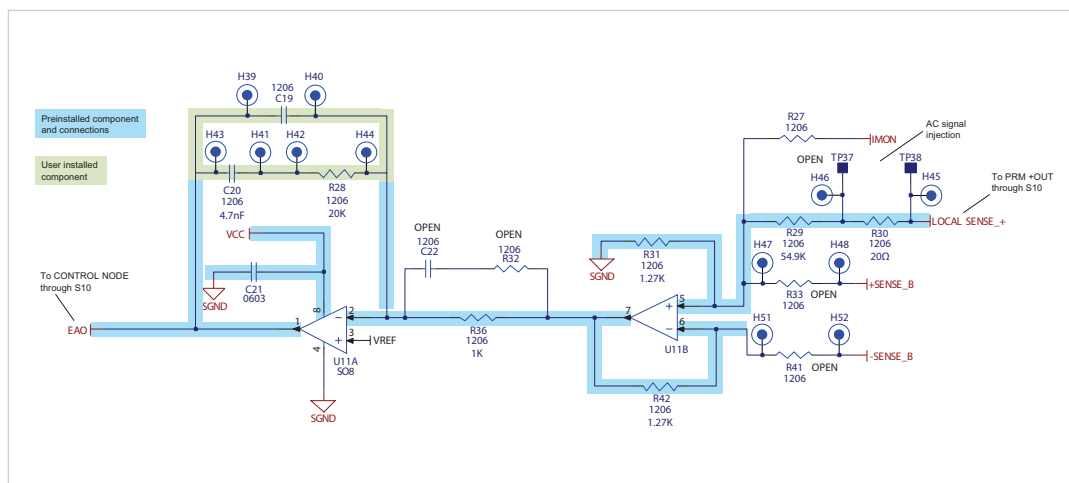 H39
H40
1206
C19
Preinstalled component
and connections
H43
H41
H42
H44
User installed
component
C20
1206
4.7nF
R28
1206
20K
VCC
To CONTROL NODE
through S10
C21
0603
SGND
EAO
1
8
4
2
3
VREF
U11A
SO8
SGND
OPEN
1206
C22
OPEN
1206
R32
R36
1206
1K
SGND
R31
1206
1.27K
7
5
6
U11B
R42
1206
1.27K
R27
1206
IMON
AC signal
injection
OPEN
TP37
TP38
H46
H45
To PRM +OUT
through S10
LOCAL SENSE_+
R29
1206
54.9K
R30
1206
20Ω
H47
H48
R33
1206
OPEN
+SENSE_B
H51
H52
R41
1206
OPEN
-SENSE_B